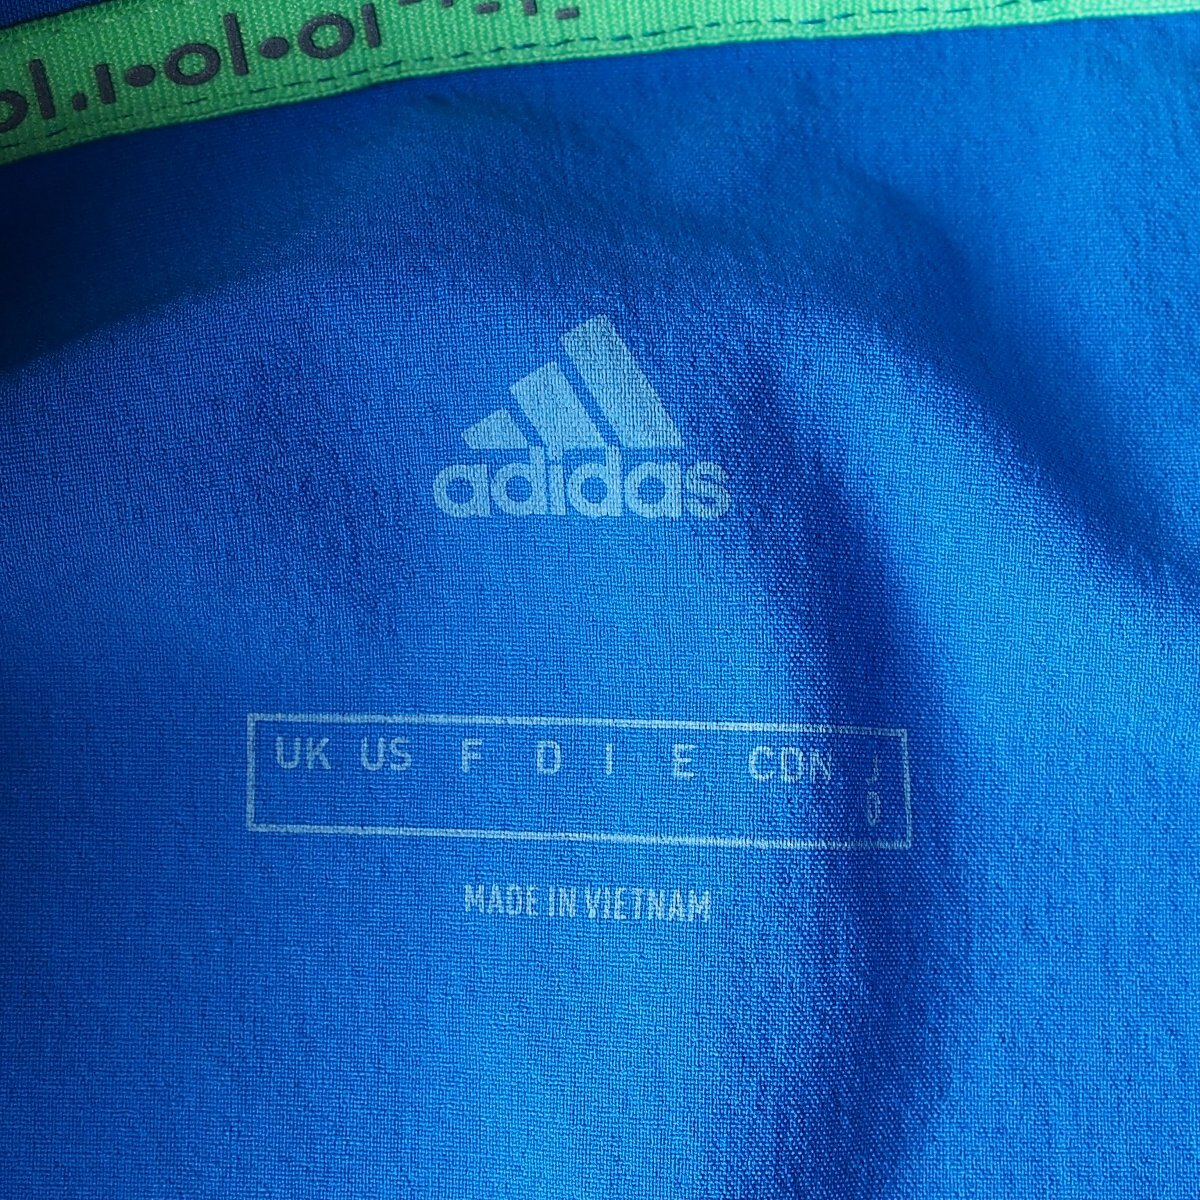 adidas
UK US F D I E CDN J
O
MADE IN VIETNAM